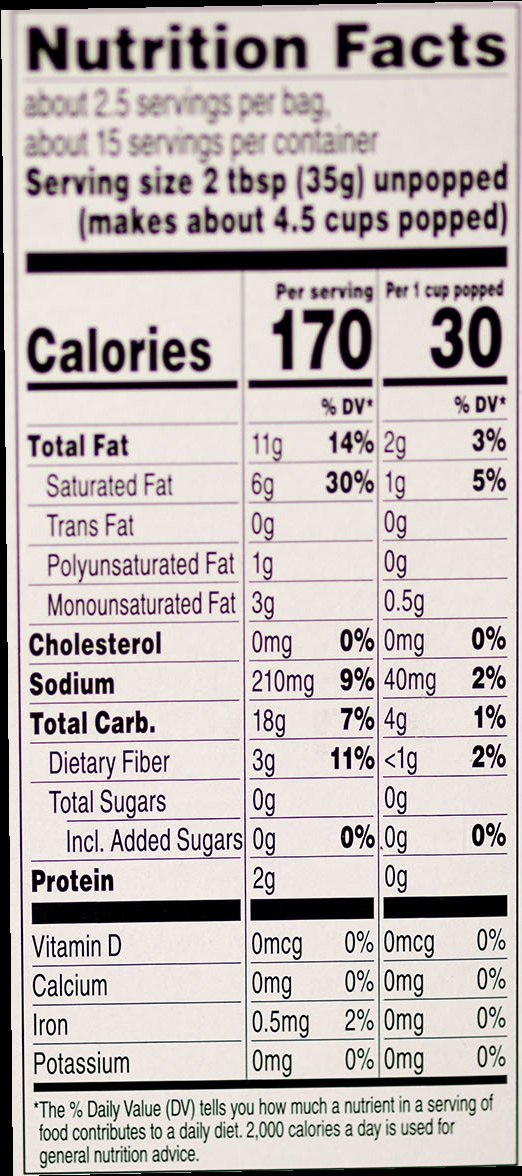 Nutrition Facts
about 2.5 servings per bag,
about 15 servings per container
Serving size 2 tbsp (35g) unpopped
(makes about 4.5 cups popped)
Per serving Per 1 cup popped
Calories 170 30
% DV* % DV*
Total Fat 11g 14% 2g 3%
Saturated Fat 6g 30% 1g 5%
Trans Fat 0g 0g
Polyunsaturated Fat 1g 0g
Monounsaturated Fat 3g 0.5g
Cholesterol 0mg 0% 0mg 0%
Sodium 210mg 9% 40mg 2%
Total Carb. 18g 7% 4g 1%
Dietary Fiber 3g 11% <1g 2%
Total Sugars 0g 0g
Incl. Added Sugars 0g 0% 0g 0%
Protein 2g 0g
Vitamin D 0mcg 0% 0mcg 0%
Calcium 0mg 0% 0mg 0%
Iron 0.5mg 2% 0mg 0%
Potassium 0mg 0% 0mg 0%
*The % Daily Value (DV) tells you how much a nutrient in a serving of
food contributes to a daily diet. 2,000 calories a day is used for
general nutrition advice.